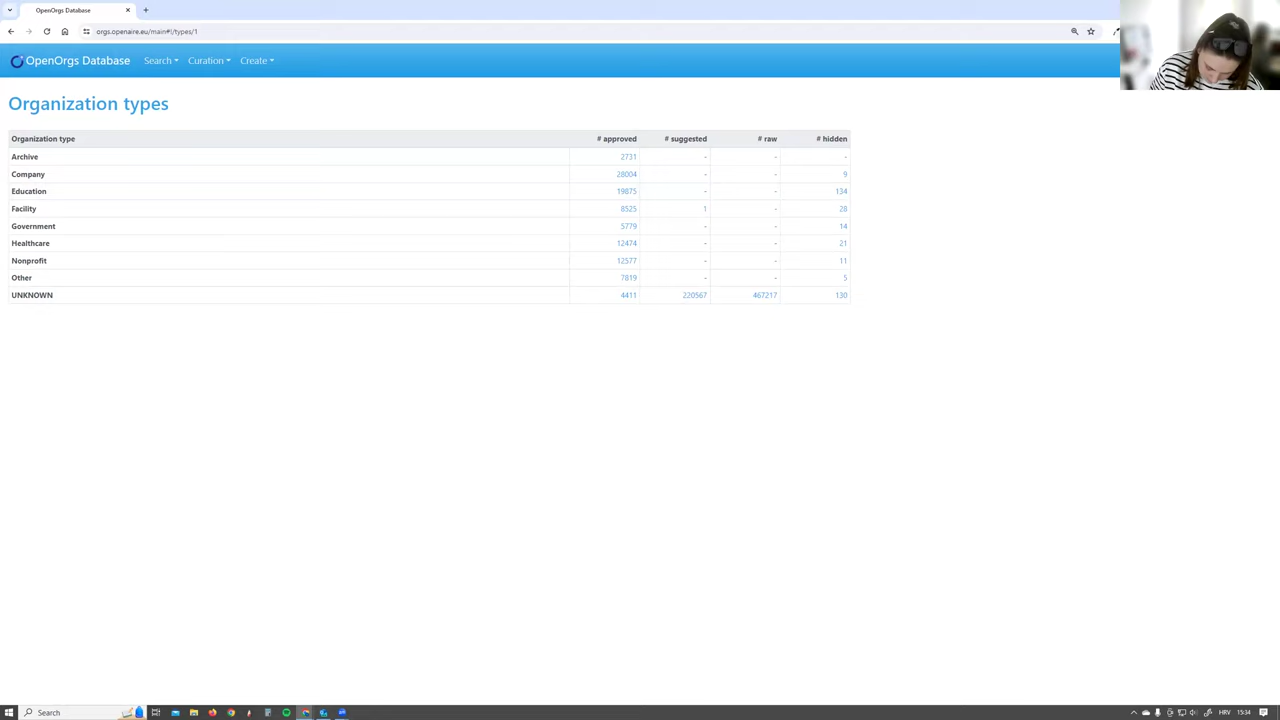 OpenOrgs Database
orgs.openaire.eu/main#!/types/1
OpenOrgs Database Search Curation Create
Organization types
Organization type # approved # suggested # raw # hidden
Archive 2731 - - -
Company 28004 - - 9
Education 19875 - - 134
Facility 8525 1 - 28
Government 5779 - - 14
Healthcare 12474 - - 21
Nonprofit 12577 - - 11
Other 7819 - - 5
UNKNOWN 4411 220567 467217 130
Search HRV 15:34